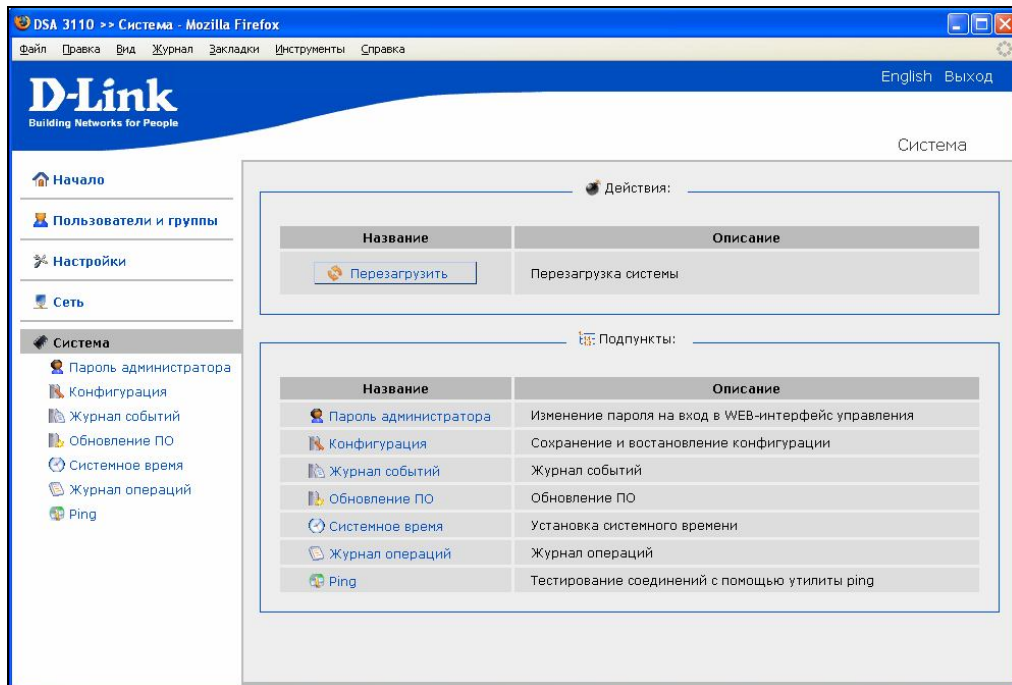 DSA 3110 >> Система - Mozilla Firefox
Файл Правка Вид Журнал Закладки Инструменты Справка
English Выход
D-Link
Building Networks for People
Система
Начало
Пользователи и группы
Настройки
Сеть
Система
Пароль администратора
Конфигурация
Журнал событий
Обновление ПО
Системное время
Журнал операций
Ping
Действия:
Название Описание
Перезагрузить Перезагрузка системы
Подпункты:
Название Описание
Пароль администратора Изменение пароля на вход в WEB-интерфейс управления
Конфигурация Сохранение и востановление конфигурации
Журнал событий Журнал событий
Обновление ПО Обновление ПО
Системное время Установка системного времени
Журнал операций Журнал операций
Ping Тестирование соединений с помощью утилиты ping